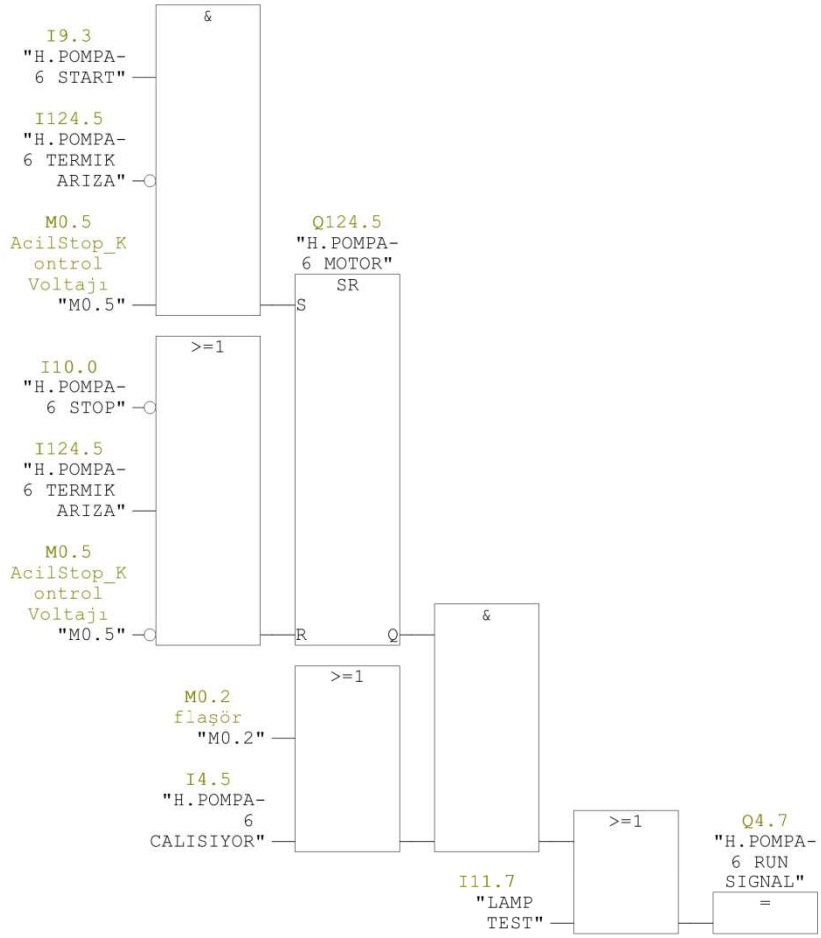 &
I9.3
"H.POMPA-
6 START"
I124.5
"H.POMPA-
6 TERMIK
ARIZA"
M0.5
AcilStop_K
ontrol
Voltajı
"M0.5"
Q124.5
"H.POMPA-
6 MOTOR"
SR
S
>=1
I10.0
"H.POMPA-
6 STOP"
I124.5
"H.POMPA-
6 TERMIK
ARIZA"
M0.5
AcilStop_K
ontrol
Voltajı
"M0.5"
R
Q
&
>=1
M0.2
flaşör
"M0.2"
I4.5
"H.POMPA-
6
CALISIYOR"
>=1
I11.7
"LAMP
TEST"
Q4.7
"H.POMPA-
6 RUN
SIGNAL"
=